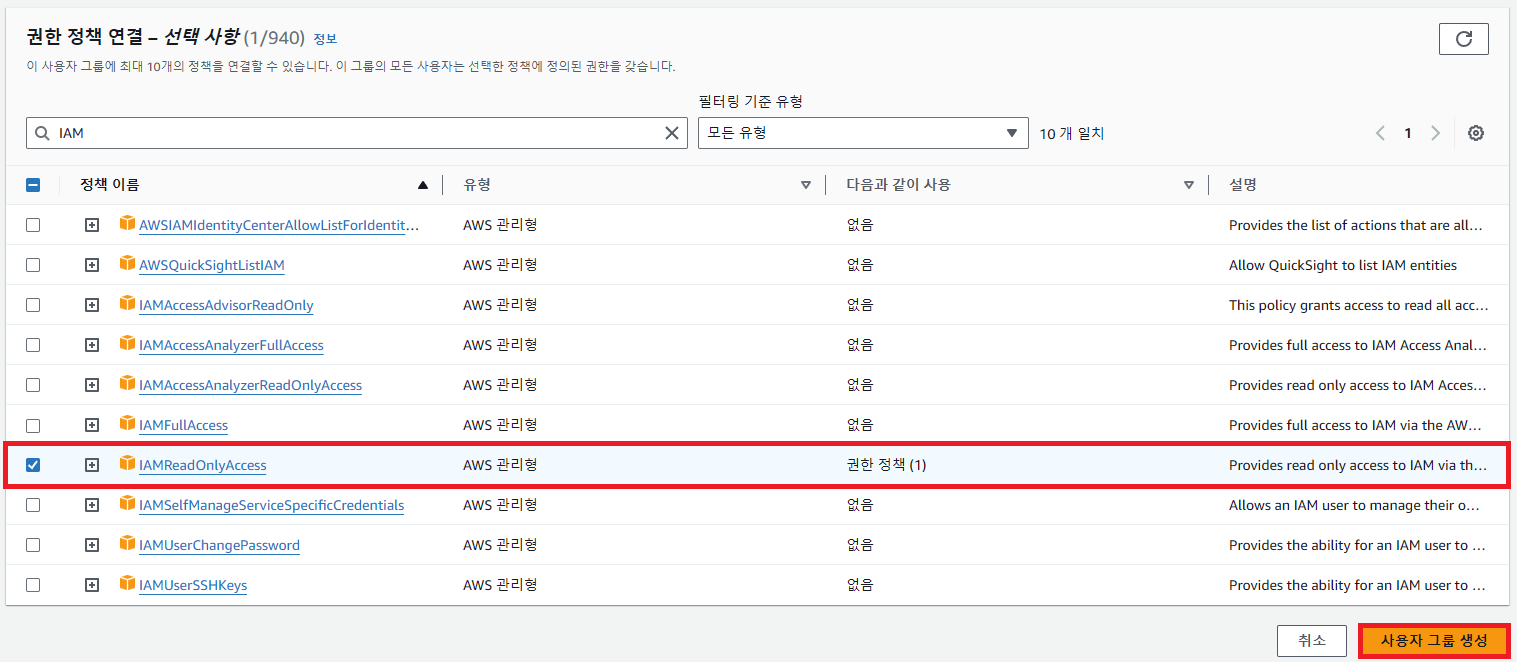 권한 정책 연결 – 선택 사항 (1/940) 정보
이 사용자 그룹에 최대 10개의 정책을 연결할 수 있습니다. 이 그룹의 모든 사용자는 선택한 정책에 정의된 권한을 갖습니다.
필터링 기준 유형
IAM 모든 유형 10 개 일치 1
정책 이름 유형 다음과 같이 사용 설명
AWSIAMIdentityCenterAllowListForIdentit... AWS 관리형 없음 Provides the list of actions that are all...
AWSQuickSightListIAM AWS 관리형 없음 Allow QuickSight to list IAM entities
IAMAccessAdvisorReadOnly AWS 관리형 없음 This policy grants access to read all acc...
IAMAccessAnalyzerFullAccess AWS 관리형 없음 Provides full access to IAM Access Anal...
IAMAccessAnalyzerReadOnlyAccess AWS 관리형 없음 Provides read only access to IAM Acces...
IAMFullAccess AWS 관리형 없음 Provides full access to IAM via the AW...
IAMReadOnlyAccess AWS 관리형 권한 정책 (1) Provides read only access to IAM via th...
IAMSelfManageServiceSpecificCredentials AWS 관리형 없음 Allows an IAM user to manage their o...
IAMUserChangePassword AWS 관리형 없음 Provides the ability for an IAM user to ...
IAMUserSSHKeys AWS 관리형 없음 Provides the ability for an IAM user to ...
취소 사용자 그룹 생성